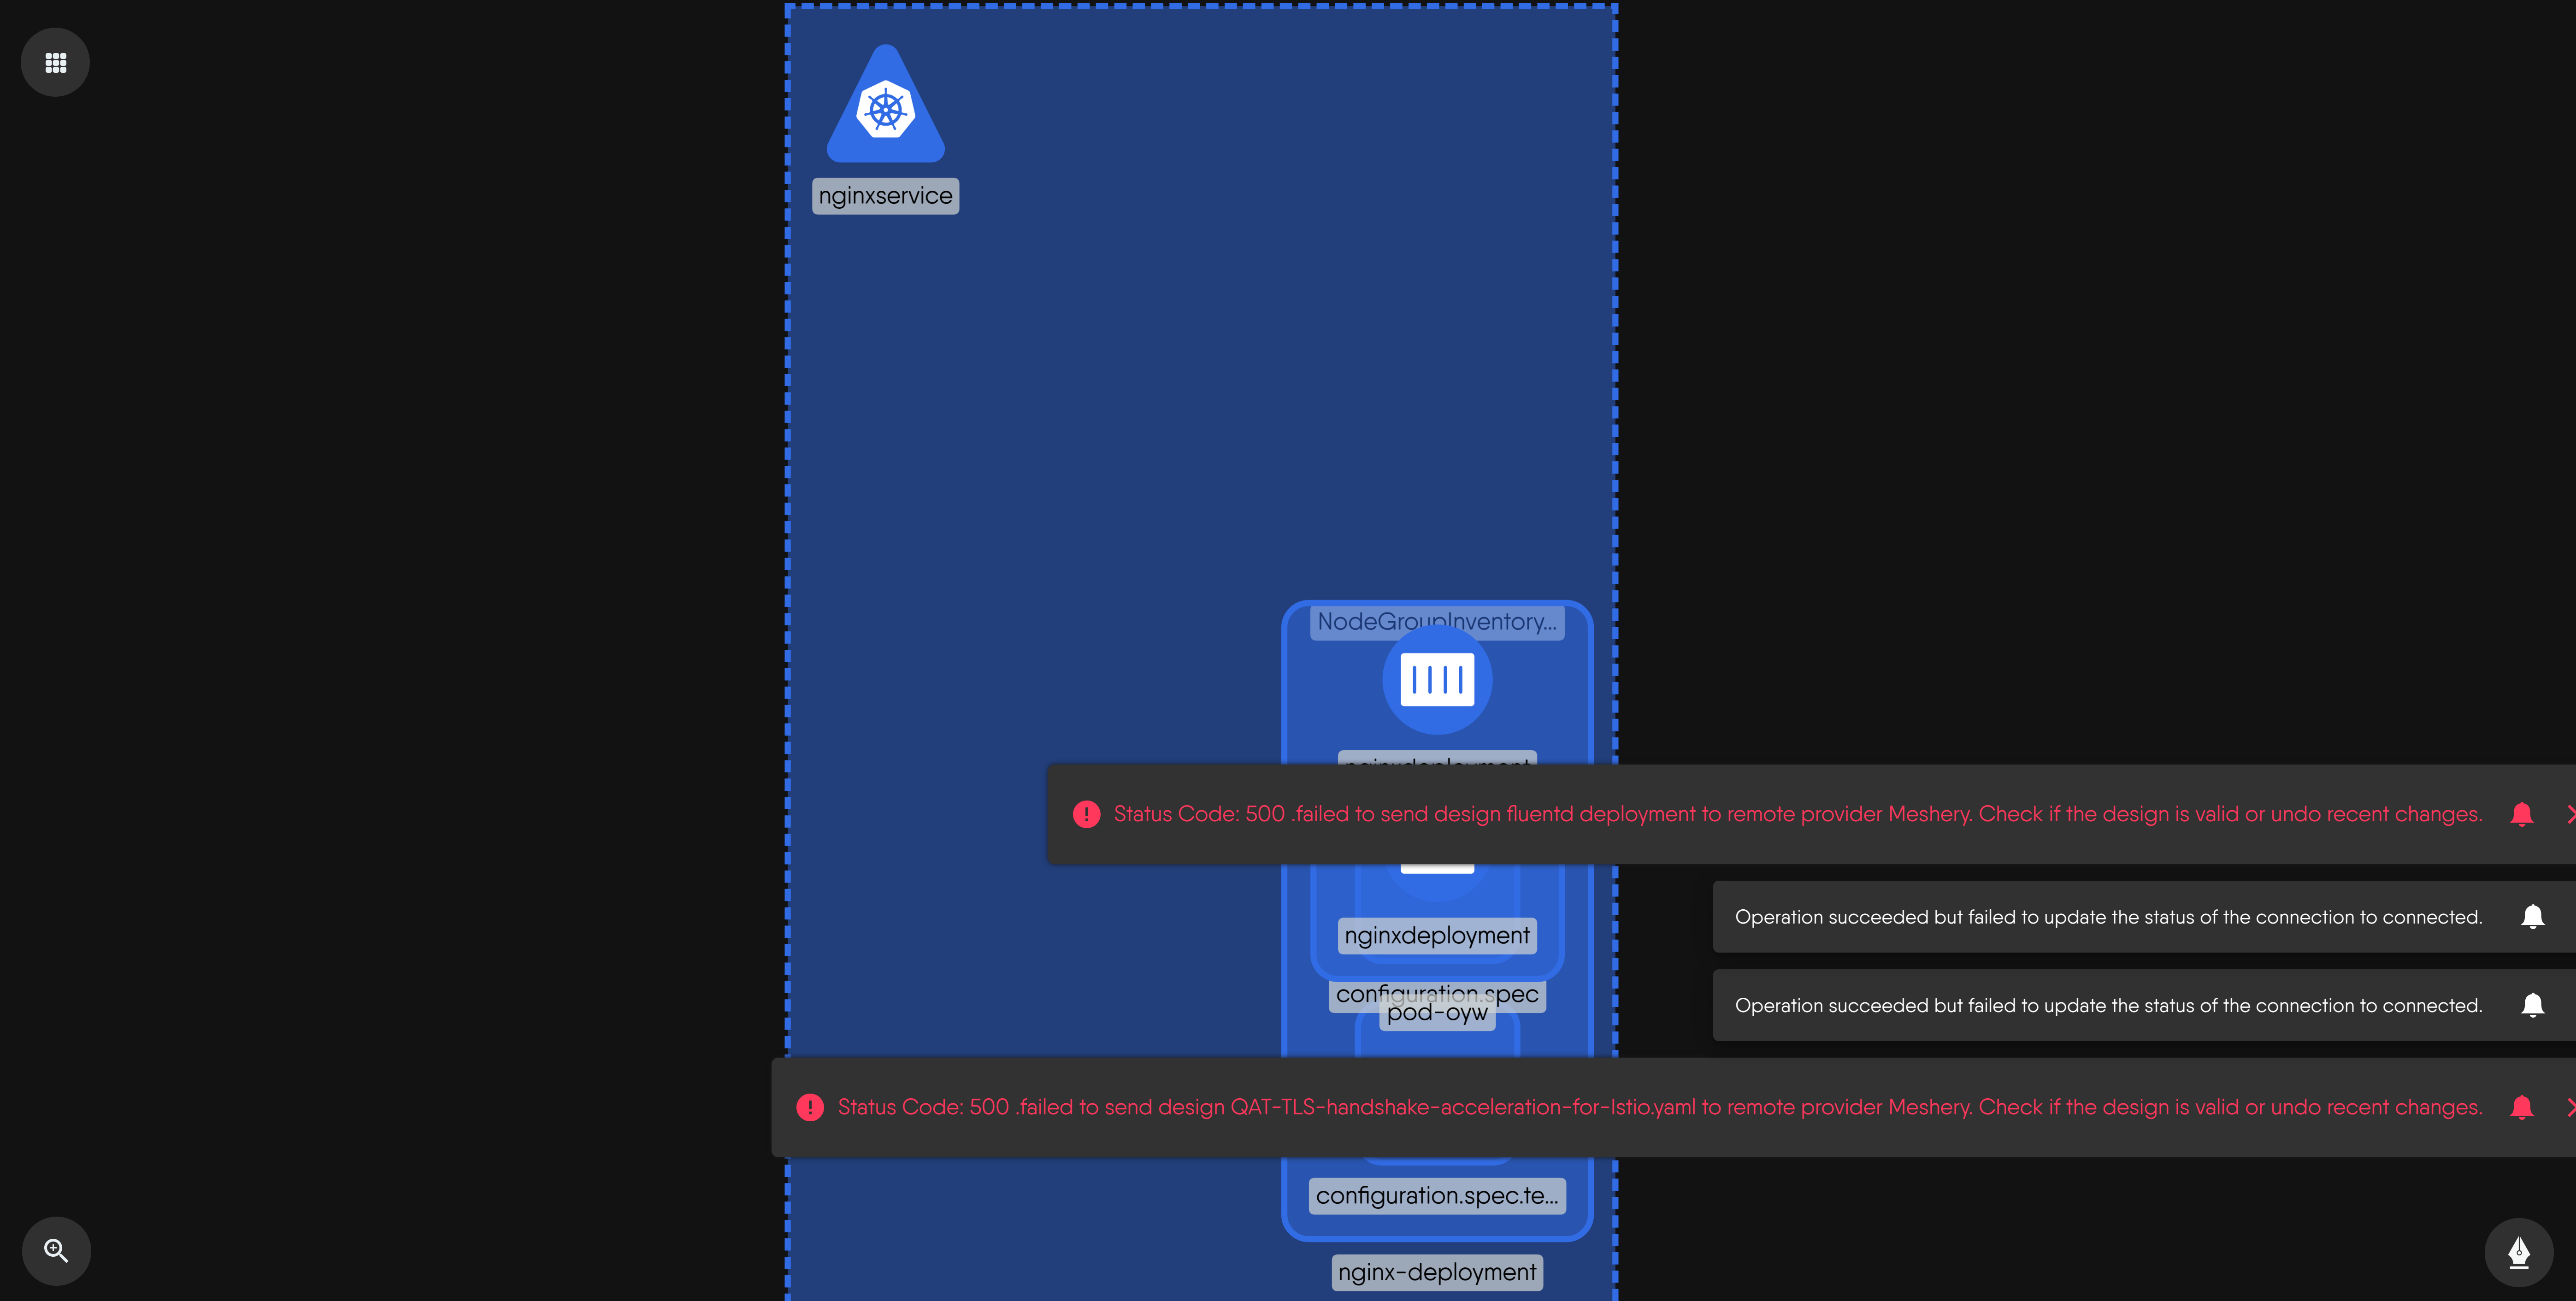 nginxservice
NodeGroupInventory...
nginxdeployment
Status Code: 500 .failed to send design fluentd deployment to remote provider Meshery. Check if the design is valid or undo recent changes.
Operation succeeded but failed to update the status of the connection to connected.
nginxdeployment
configuration.spec
pod-oyw
Operation succeeded but failed to update the status of the connection to connected.
Status Code: 500 .failed to send design QAT-TLS-handshake-acceleration-for-Istio.yaml to remote provider Meshery. Check if the design is valid or undo recent changes.
configuration.spec.te...
nginx-deployment